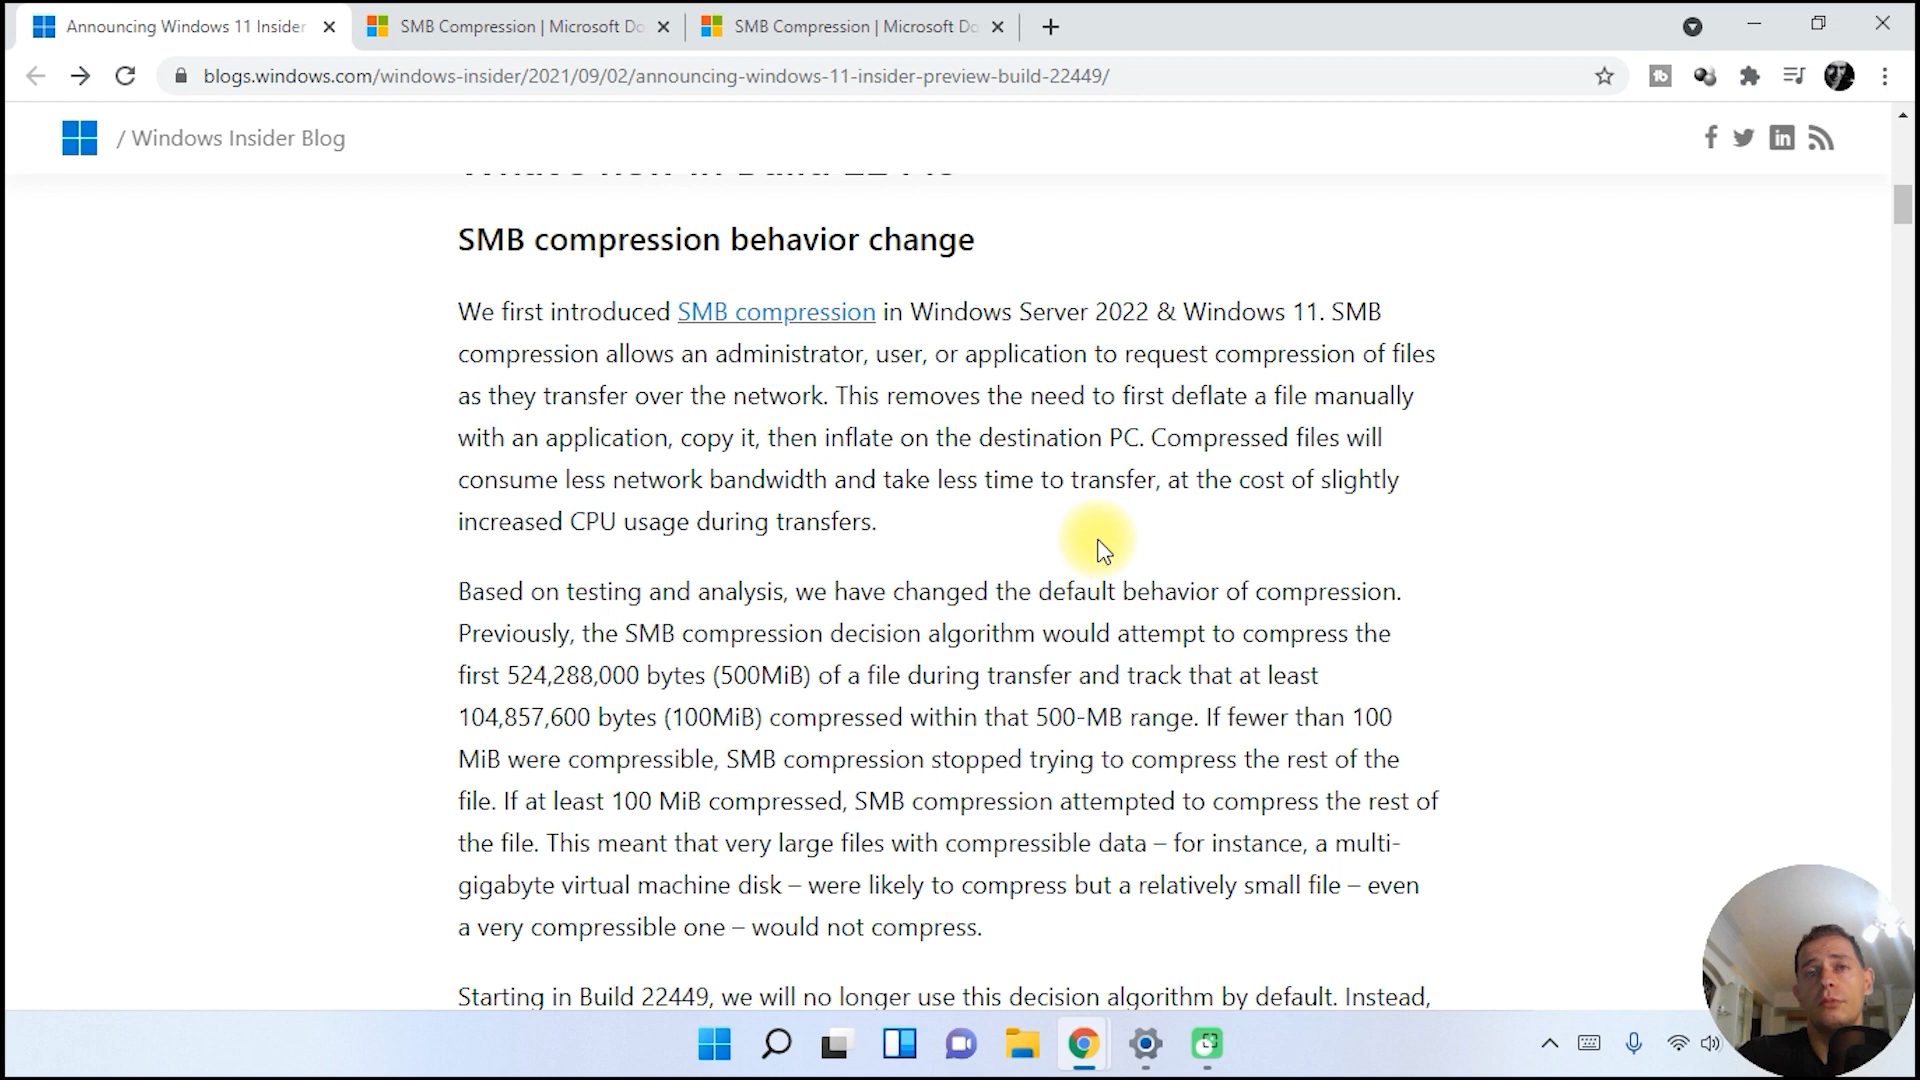 Announcing Windows 11 Insider
SMB Compression | Microsoft Do
SMB Compression | Microsoft Do
blogs.windows.com/windows-insider/2021/09/02/announcing-windows-11-insider-preview-build-22449/
/ Windows Insider Blog
SMB compression behavior change
We first introduced SMB compression in Windows Server 2022 & Windows 11. SMB
compression allows an administrator, user, or application to request compression of files
as they transfer over the network. This removes the need to first deflate a file manually
with an application, copy it, then inflate on the destination PC. Compressed files will
consume less network bandwidth and take less time to transfer, at the cost of slightly
increased CPU usage during transfers.
Based on testing and analysis, we have changed the default behavior of compression.
Previously, the SMB compression decision algorithm would attempt to compress the
first 524,288,000 bytes (500MiB) of a file during transfer and track that at least
104,857,600 bytes (100MiB) compressed within that 500-MB range. If fewer than 100
MiB were compressible, SMB compression stopped trying to compress the rest of the
file. If at least 100 MiB compressed, SMB compression attempted to compress the rest of
the file. This meant that very large files with compressible data – for instance, a multi-
gigabyte virtual machine disk – were likely to compress but a relatively small file – even
a very compressible one – would not compress.
Starting in Build 22449, we will no longer use this decision algorithm by default. Instead,